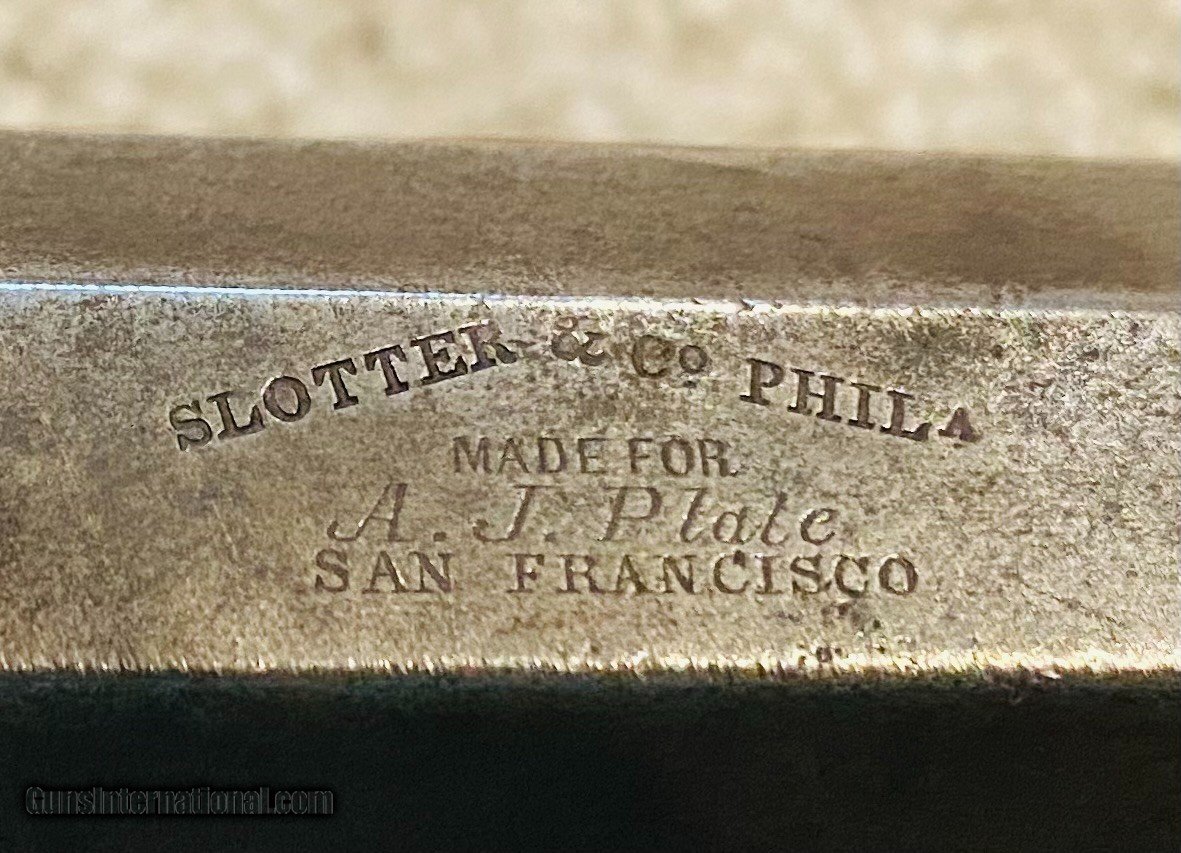 SLOTTER & Co PHILA
MADE FOR
A. J. Plate
SAN FRANCISCO
GunsInternational.com